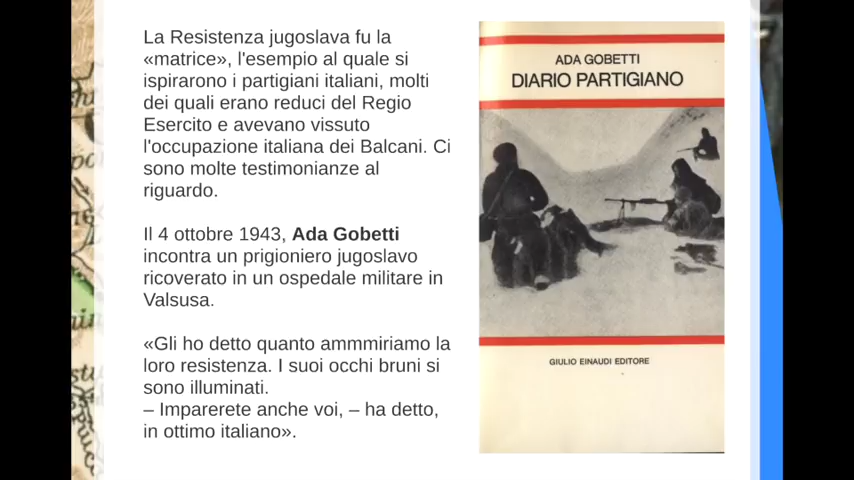 La Resistenza jugoslava fu la
«matrice», l'esempio al quale si
ispirarono i partigiani italiani, molti
dei quali erano reduci del Regio
Esercito e avevano vissuto
l'occupazione italiana dei Balcani. Ci
sono molte testimonianze al
riguardo.
Il 4 ottobre 1943, Ada Gobetti
incontra un prigioniero jugoslavo
ricoverato in un ospedale militare in
Valsusa.
«Gli ho detto quanto ammmiriamo la
loro resistenza. I suoi occhi bruni si
sono illuminati.
– Imparerete anche voi, – ha detto,
in ottimo italiano».
ADA GOBETTI
DIARIO PARTIGIANO
GIULIO EINAUDI EDITORE